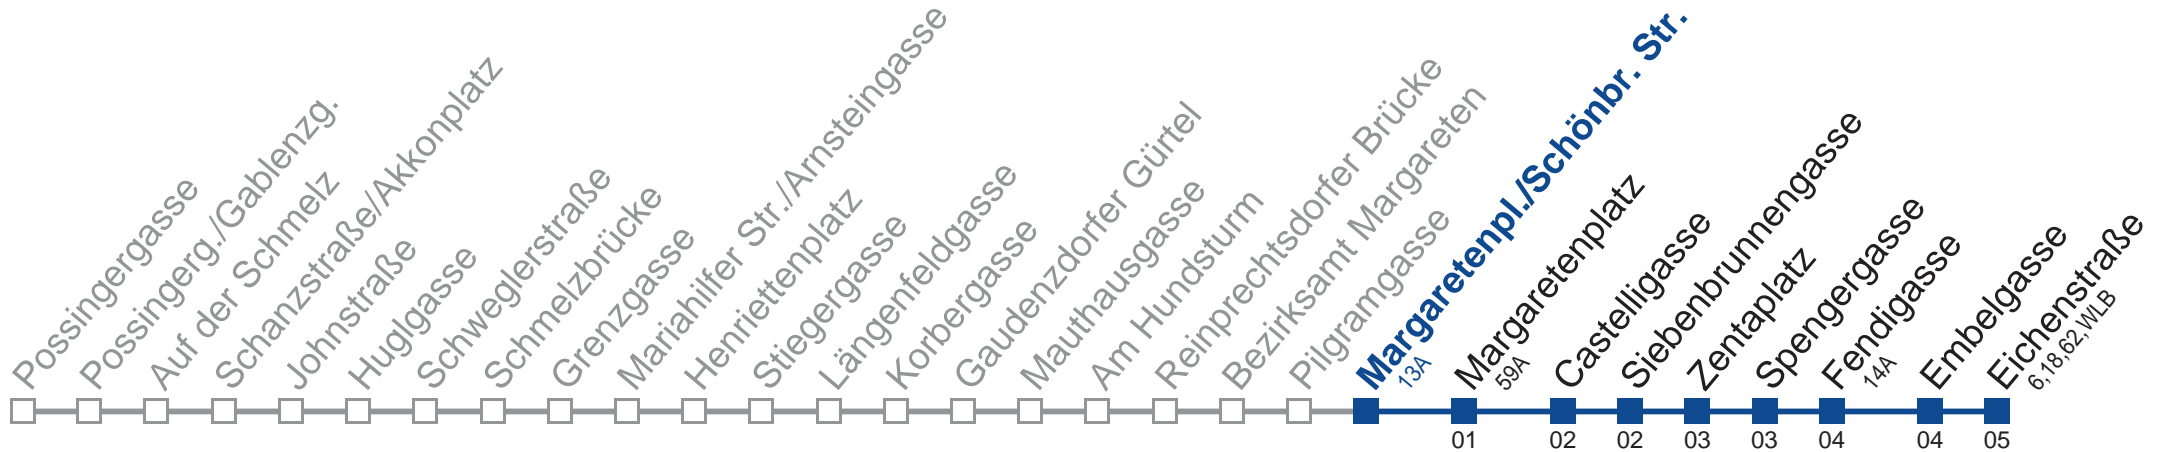 Possingergasse
Possingerg./Gablenzg.
Auf der Schmelz
Schanzstraße/Akkonplatz
Johnstraße
Huglgasse
Schweglerstraße
Schmelzbrücke
Grenzgasse
Mariahilfer Str./Arnsteingasse
Henriettenplatz
Stiegergasse
Längenfeldgasse
Korbergasse
Gaudenzdorfer Gürtel
Mauthausgasse
Am Hundsturm
Reinprechtsdorfer Brücke
Bezirksamt Margareten
Pilgramgasse
Margaretenpl./Schönbr. Str.
13A
Margaretenplatz
59A
Castelligasse
Siebenbrunnengasse
Zentaplatz
Spengergasse
Fendigasse
14A
Embelgasse
Eichenstraße
6,18,62,WLB
01 02 02 03 03 04 04 05